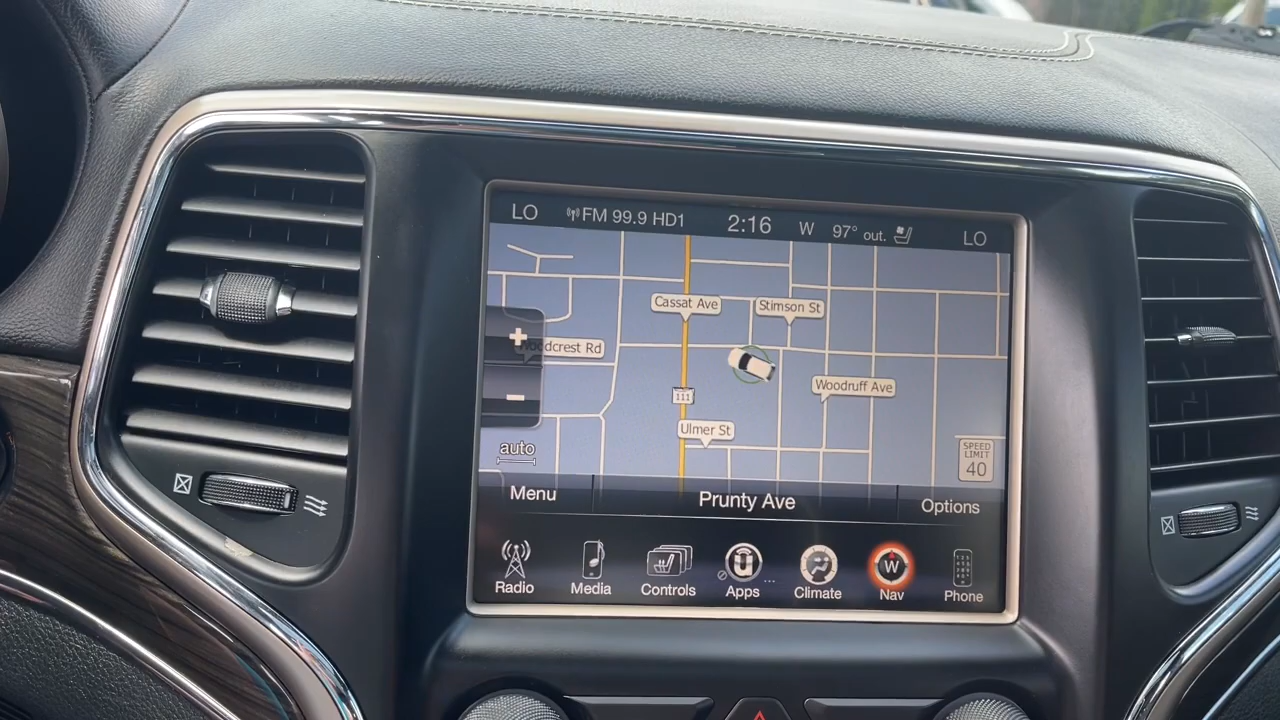 LO FM 99.9 HD1 2:16 W 97° out. LO
Cassat Ave
Stimson St
+
dcrest Rd
Woodruff Ave
111
-
Ulmer St
auto
SPEED
LIMIT
40
Menu Prunty Ave Options
W
Radio Media Controls Apps Climate Nav Phone